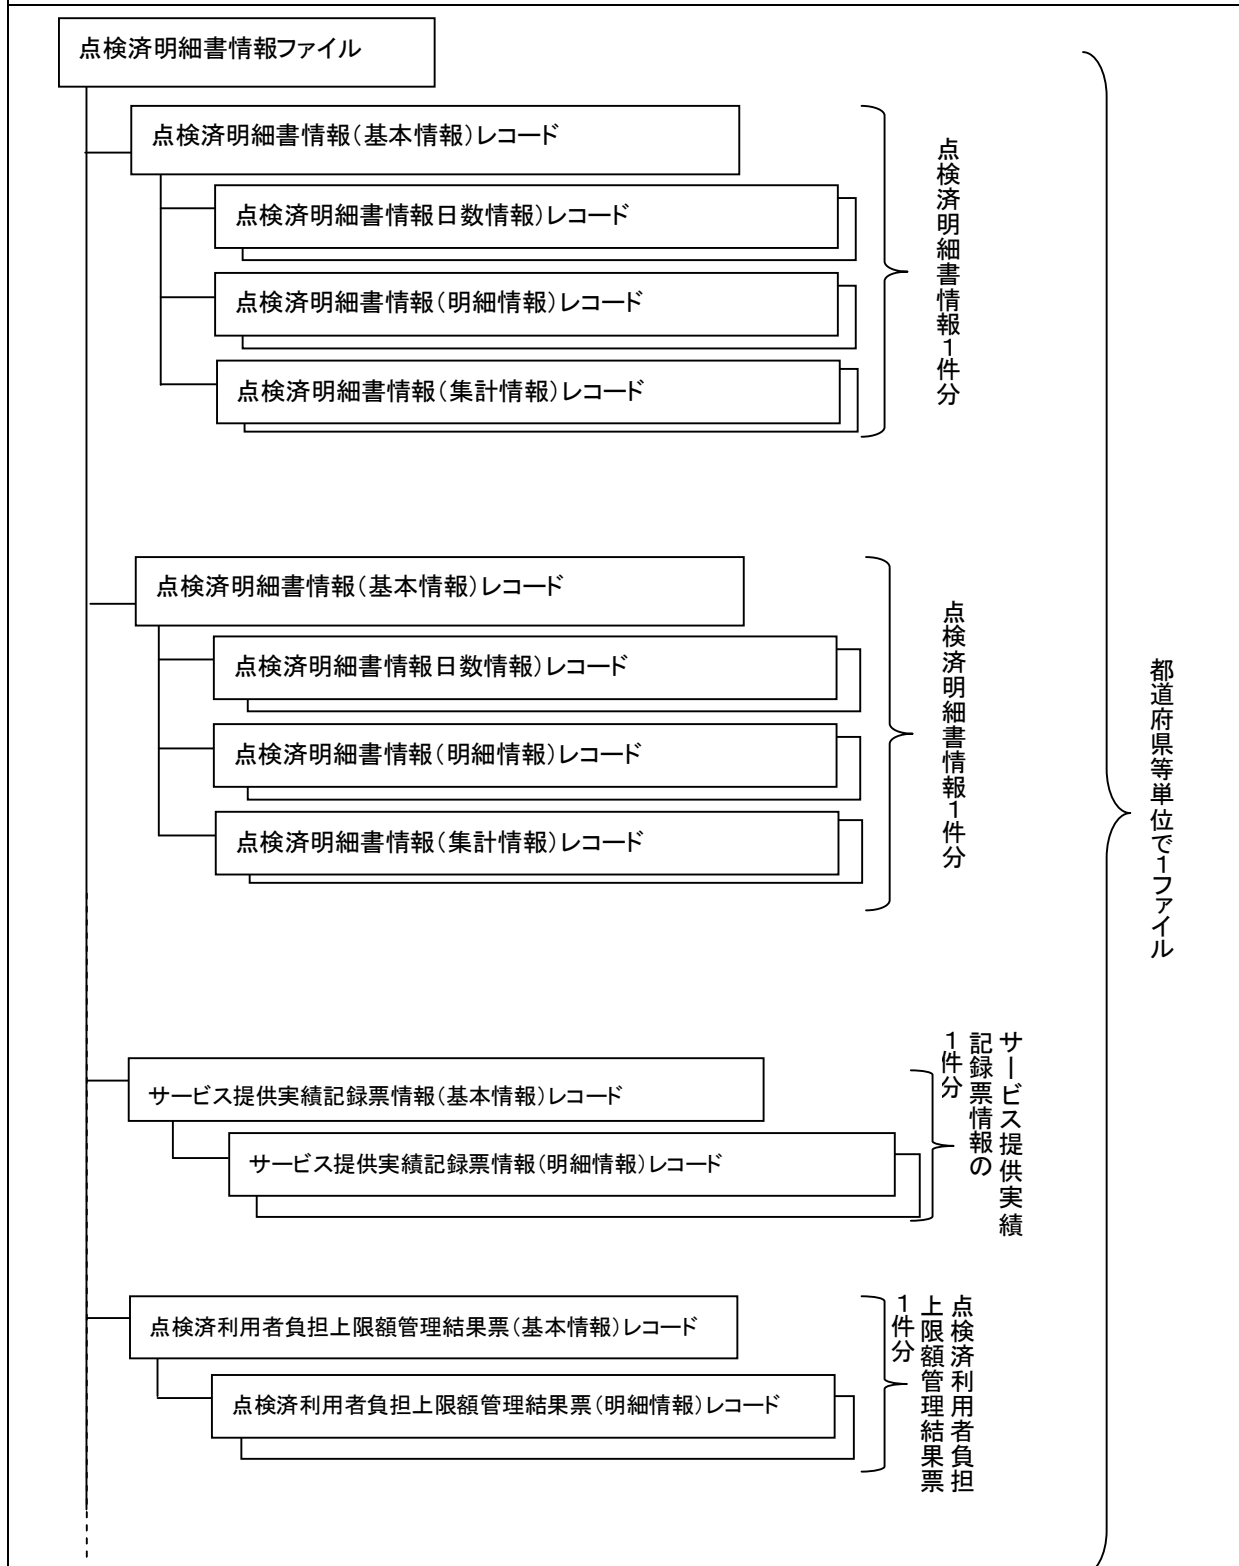 点検済明細書情報ファイル
点検済明細書情報(基本情報)レコード
点検済明細書情報日数情報)レコード
点検済明細書情報(明細情報)レコード
点検済明細書情報(集計情報)レコード
点検済明細書情報1件分
点検済明細書情報(基本情報)レコード
点検済明細書情報日数情報)レコード
点検済明細書情報(明細情報)レコード
点検済明細書情報(集計情報)レコード
点検済明細書情報1件分
サービス提供実績記録票情報(基本情報)レコード
サービス提供実績記録票情報(明細情報)レコード
サービス提供実績
記録票情報の
1件分
点検済利用者負担上限額管理結果票(基本情報)レコード
点検済利用者負担上限額管理結果票(明細情報)レコード
点検済利用者負担
上限額管理結果票
1件分
都道府県等単位で1ファイル